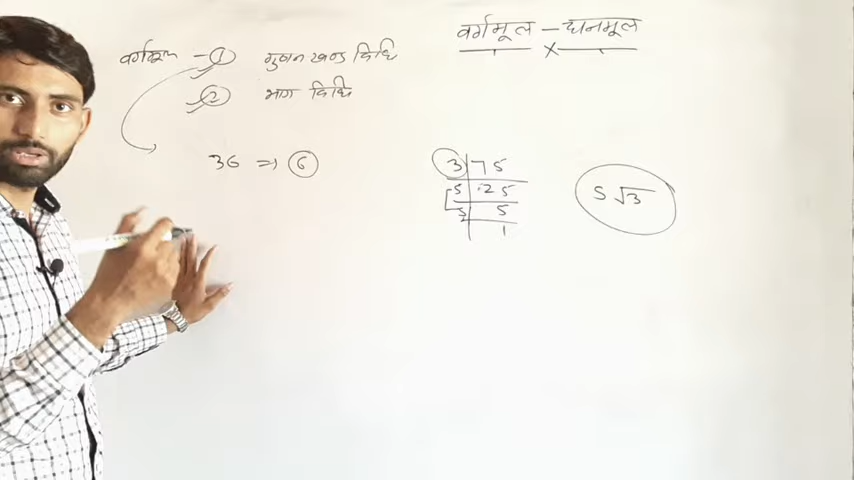 वर्गमूल – घनमूल
वर्गमूल – 1 गुणनखण्ड विधि
2 भाग विधि
36 ⇒ 6
3 | 75
5 | 25
5 | 5
1
5√3